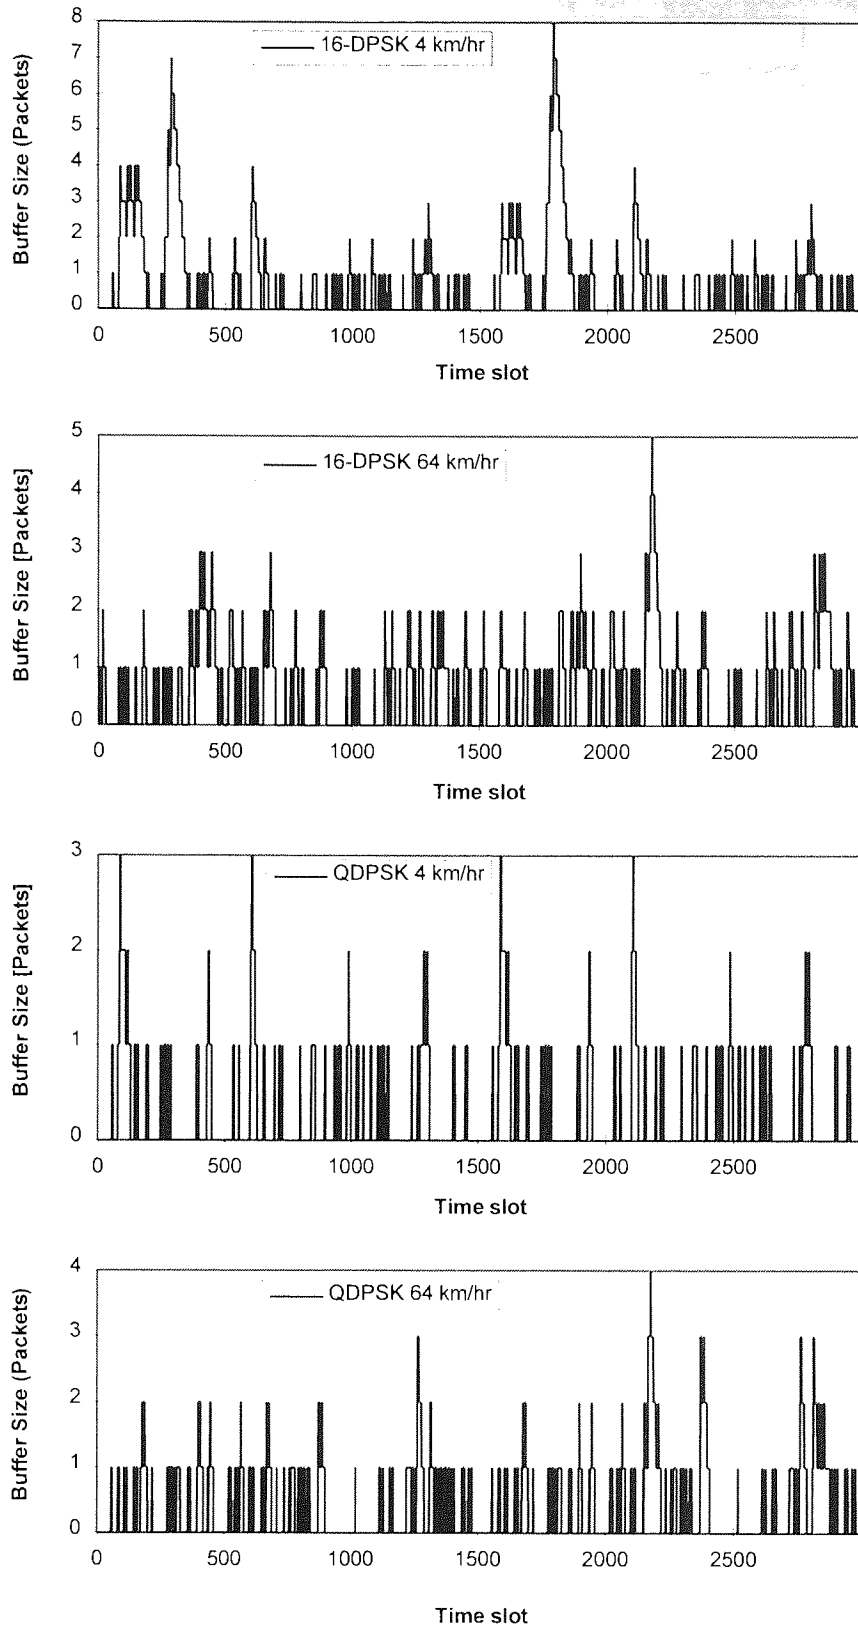 16-DPSK 4 km/hr
Buffer Size (Packets)
8
7
6
5
4
3
2
1
0
0 500 1000 1500 2000 2500
Time slot
16-DPSK 64 km/hr
Buffer Size [Packets]
5
4
3
2
1
0
0 500 1000 1500 2000 2500
Time slot
QDPSK 4 km/hr
Buffer Size [Packets]
3
2
1
0
0 500 1000 1500 2000 2500
Time slot
QDPSK 64 km/hr
Buffer Size (Packets)
4
3
2
1
0
0 500 1000 1500 2000 2500
Time slot